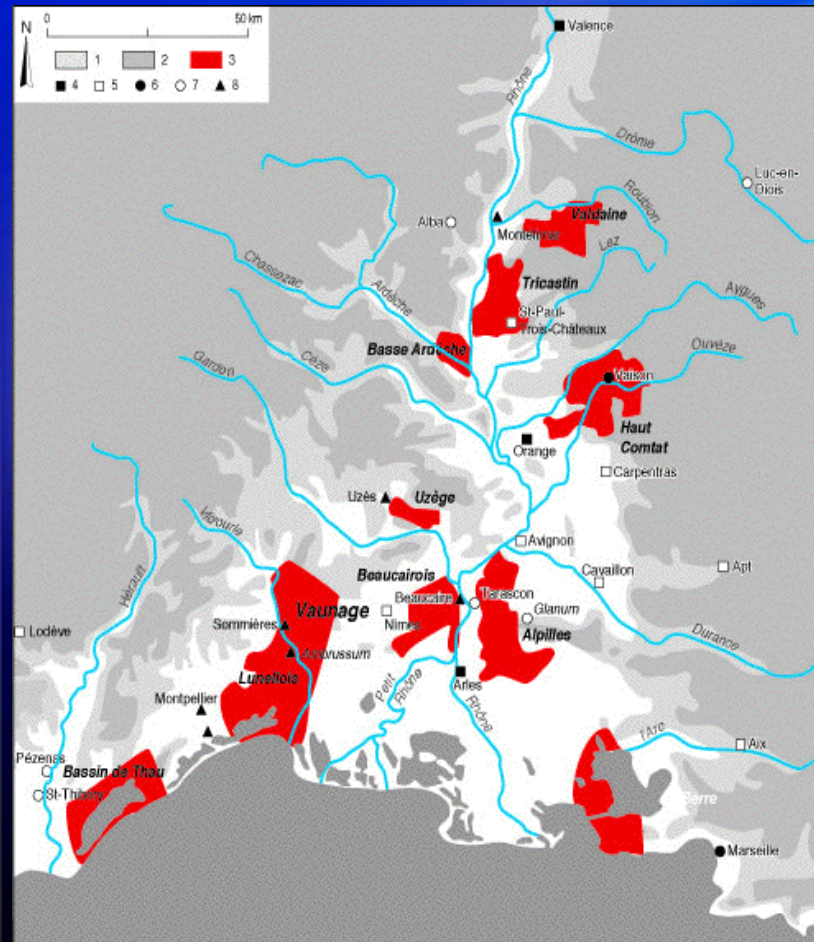 0 50 km
N
1 2 3
4 5 6 7 8
Valence
Rhône
Drôme
Luc-en-
Diois
Roubion
Valdaine
Alba
Lez
Tricastin
Chassezac
Ardèche
St-Paul-
Trois-Châteaux
Aygues
Ouvèze
Basse Ardèche
Gardon
Cèze
Vaison
Haut
Comtat
Orange
Carpentras
Uzès
Uzège
Vidourle
Avignon
Hérault
Beaucairois
Cavaillon
Apt
Beaucaire
Tarascon
Vaunage
Nîmes
Glanum
Sommières
Alpilles
Lodève
Durance
Ambrussum
Lunellois
Petit
Rhône
Arles
Rhône
Montpellier
l'Arc
Aix
Pézenas
Bassin de Thau
St-Thibéry
Berre
Marseille